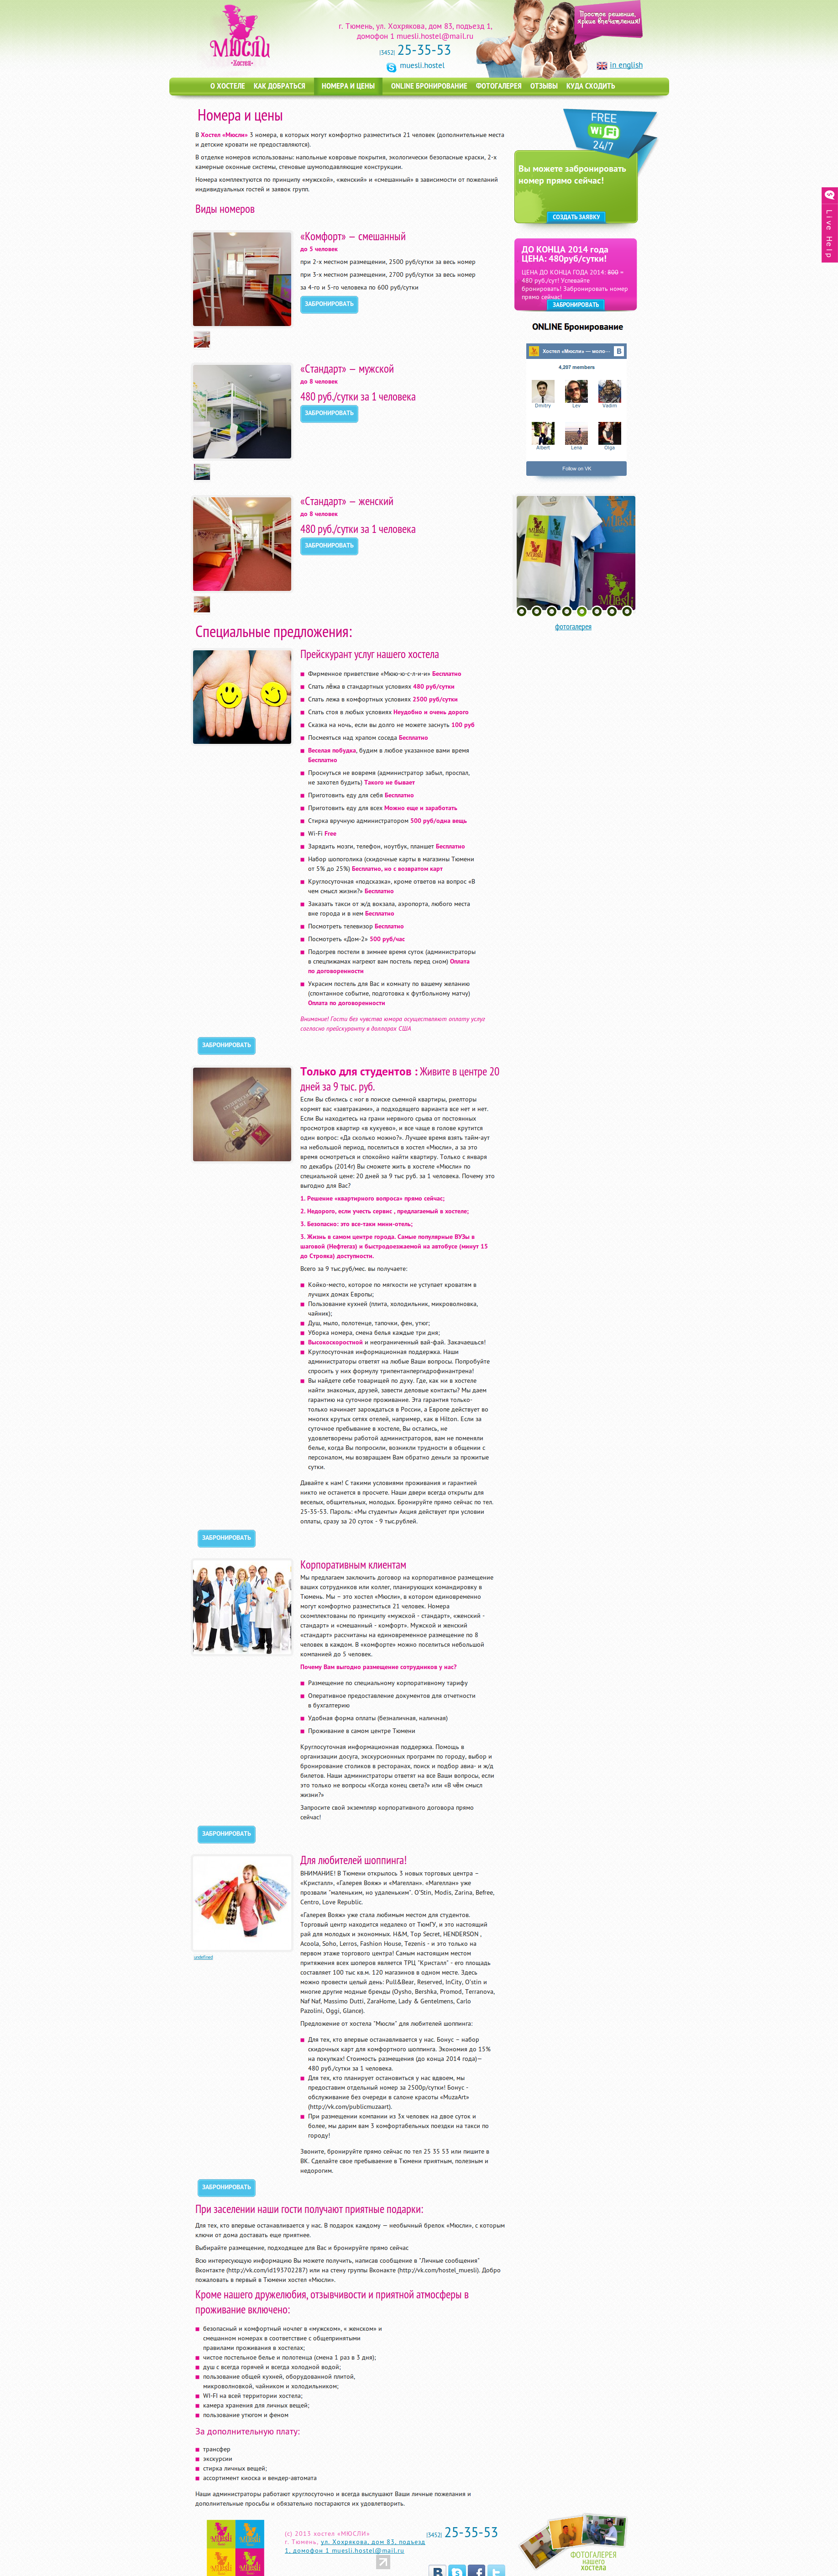 Мюсли
•Хостел•
г. Тюмень, ул. Хохрякова, дом 83, подъезд 1,
домофон 1 muesli.hostel@mail.ru
(3452) 25-35-53
muesli.hostel
Простое решение,
яркие впечатления!
in english
О ХОСТЕЛЕ КАК ДОБРАТЬСЯ НОМЕРА И ЦЕНЫ ONLINE БРОНИРОВАНИЕ ФОТОГАЛЕРЕЯ ОТЗЫВЫ КУДА СХОДИТЬ
Номера и цены
В Хостел «Мюсли» 3 номера, в которых могут комфортно разместиться 21 человек (дополнительные места
и детские кровати не предоставляются).
В отделке номеров использованы: напольные ковровые покрытия, экологически безопасные краски, 2-х
камерные оконные системы, стеновые шумоподавляющие конструкции.
Номера комплектуются по принципу «мужской», «женский» и «смешанный» в зависимости от пожеланий
индивидуальных гостей и заявок групп.
Виды номеров
«Комфорт» — смешанный
до 5 человек
при 2-х местном размещении, 2500 руб/сутки за весь номер
при 3-х местном размещении, 2700 руб/сутки за весь номер
за 4-го и 5-го человека по 600 руб/сутки
ЗАБРОНИРОВАТЬ
«Стандарт» — мужской
до 8 человек
480 руб./сутки за 1 человека
ЗАБРОНИРОВАТЬ
«Стандарт» — женский
до 8 человек
480 руб./сутки за 1 человека
ЗАБРОНИРОВАТЬ
FREE
WiFi
24/7
Вы можете забронировать
номер прямо сейчас!
СОЗДАТЬ ЗАЯВКУ
ДО КОНЦА 2014 года
ЦЕНА: 480руб/сутки!
ЦЕНА ДО КОНЦА ГОДА 2014: 800 =
480 руб./сут! Успевайте
бронировать! Забронировать номер
прямо сейчас!
ЗАБРОНИРОВАТЬ
ONLINE Бронирование
Хостел «Мюсли» — моло···
4,207 members
Dmitry Lev Vadim
Albert Lena Olga
Follow on VK
фотогалерея
Live Help
Специальные предложения:
Прейскурант услуг нашего хостела
Фирменное приветствие «Мюю-ю-с-л-и-и» Бесплатно
Спать лёжа в стандартных условиях 480 руб/сутки
Спать лежа в комфортных условиях 2500 руб/сутки
Спать стоя в любых условиях Неудобно и очень дорого
Сказка на ночь, если вы долго не можете заснуть 100 руб
Посмеяться над храпом соседа Бесплатно
Веселая побудка, будим в любое указанное вами время
Бесплатно
Проснуться не вовремя (администратор забыл, проспал,
не захотел будить) Такого не бывает
Приготовить еду для себя Бесплатно
Приготовить еду для всех Можно еще и заработать
Стирка вручную администратором 500 руб/одна вещь
Wi-Fi Free
Зарядить мозги, телефон, ноутбук, планшет Бесплатно
Набор шопоголика (скидочные карты в магазины Тюмени
от 5% до 25%) Бесплатно, но с возвратом карт
Круглосуточная «подсказка», кроме ответов на вопрос «В
чем смысл жизни?» Бесплатно
Заказать такси от ж/д вокзала, аэропорта, любого места
вне города и в нем Бесплатно
Посмотреть телевизор Бесплатно
Посмотреть «Дом-2» 500 руб/час
Подогрев постели в зимнее время суток (администраторы
в спецпижамах нагреют вам постель перед сном) Оплата
по договоренности
Украсим постель для Вас и комнату по вашему желанию
(спонтанное событие, подготовка к футбольному матчу)
Оплата по договоренности
Внимание! Гости без чувства юмора осуществляют оплату услуг
согласно прейскуранту в долларах США
ЗАБРОНИРОВАТЬ
Только для студентов : Живите в центре 20
дней за 9 тыс. руб.
Если Вы сбились с ног в поиске съемной квартиры, риелторы
кормят вас «завтраками», а подходящего варианта все нет и нет.
Если Вы находитесь на грани нервного срыва от постоянных
просмотров квартир «в кукуево», и все чаще в голове крутится
один вопрос: «Да сколько можно?». Лучшее время взять тайм-аут
на небольшой период, поселиться в хостел «Мюсли», а за это
время осмотреться и спокойно найти квартиру. Только с января
по декабрь (2014г) Вы сможете жить в хостеле «Мюсли» по
специальной цене: 20 дней за 9 тыс руб. за 1 человека. Почему это
выгодно для Вас?
1. Решение «квартирного вопроса» прямо сейчас;
2. Недорого, если учесть сервис , предлагаемый в хостеле;
3. Безопасно: это все-таки мини-отель;
3. Жизнь в самом центре города. Самые популярные ВУЗы в
шаговой (Нефтегаз) и быстродоезжаемой на автобусе (минут 15
до Строяка) доступности.
Всего за 9 тыс.руб/мес. вы получаете:
Койко-место, которое по мягкости не уступает кроватям в
лучших домах Европы;
Пользование кухней (плита, холодильник, микроволновка,
чайник);
Душ, мыло, полотенце, тапочки, фен, утюг;
Уборка номера, смена белья каждые три дня;
Высокоскоростной и неограниченный вай-фай. Закачаешься!
Круглосуточная информационная поддержка. Наши
администраторы ответят на любые Ваши вопросы. Попробуйте
спросить у них формулу трипентанпергидрофинантрена!
Вы найдете себе товарищей по духу. Где, как ни в хостеле
найти знакомых, друзей, завести деловые контакты? Мы даем
гарантию на суточное проживание. Эта гарантия только-
только начинает зарождаться в России, а Европе действует во
многих крутых сетях отелей, например, как в Hilton. Если за
суточное пребывание в хостеле, Вы остались, не
удовлетворены работой администраторов, вам не поменяли
белье, когда Вы попросили, возникли трудности в общении с
персоналом, мы возвращаем Вам обратно деньги за прожитые
сутки.
Давайте к нам! С такими условиями проживания и гарантией
никто не останется в просчете. Наши двери всегда открыты для
веселых, общительных, молодых. Бронируйте прямо сейчас по тел.
25-35-53. Пароль: «Мы студенты» Акция действует при условии
оплаты, сразу за 20 суток - 9 тыс.рублей.
ЗАБРОНИРОВАТЬ
Корпоративным клиентам
Мы предлагаем заключить договор на корпоративное размещение
ваших сотрудников или коллег, планирующих командировку в
Тюмень. Мы – это хостел «Мюсли», в котором единовременно
могут комфортно разместиться 21 человек. Номера
скомплектованы по принципу «мужской - стандарт», «женский -
стандарт» и «смешанный - комфорт». Мужской и женский
«стандарт» рассчитаны на единовременное размещение по 8
человек в каждом. В «комфорте» можно поселиться небольшой
компанией до 5 человек.
Почему Вам выгодно размещение сотрудников у нас?
Размещение по специальному корпоративному тарифу
Оперативное предоставление документов для отчетности
в бухгалтерию
Удобная форма оплаты (безналичная, наличная)
Проживание в самом центре Тюмени
Круглосуточная информационная поддержка. Помощь в
организации досуга, экскурсионных программ по городу, выбор и
бронирование столиков в ресторанах, поиск и подбор авиа- и ж/д
билетов. Наши администраторы ответят на все Ваши вопросы, если
это только не вопросы «Когда конец света?» или «В чём смысл
жизни?»
Запросите свой экземпляр корпоративного договора прямо
сейчас!
ЗАБРОНИРОВАТЬ
Для любителей шоппинга!
undefined
ВНИМАНИЕ! В Тюмени открылось 3 новых торговых центра –
«Кристалл», «Галерея Вояж» и «Магеллан». «Магеллан» уже
прозвали "маленьким, но удаленьким". O'Stin, Modis, Zarina, Befree,
Centro, Love Republic.
«Галерея Вояж» уже стала любимым местом для студентов.
Торговый центр находится недалеко от ТюмГУ, и это настоящий
рай для молодых и экономных. H&M, Top Secret, HENDERSON ,
Acoola, Soho, Lerros, Fashion House, Tezenis - и это только на
первом этаже торгового центра! Самым настоящим местом
притяжения всех шоперов является ТРЦ "Кристалл" - его площадь
составляет 100 тыс кв.м. 120 магазинов в одном месте. Здесь
можно провести целый день: Pull&Bear, Reserved, InCity, O'stin и
многие другие модные бренды (Oysho, Bershka, Promod, Terranova,
Naf Naf, Massimo Dutti, ZaraHome, Lady & Gentelmens, Carlo
Pazolini, Oggi, Glance).
Предложение от хостела "Мюсли" для любителей шоппинга:
Для тех, кто впервые останавливается у нас. Бонус – набор
скидочных карт для комфортного шоппинга. Экономия до 15%
на покупках! Стоимость размещения (до конца 2014 года)—
480 руб./сутки за 1 человека.
Для тех, кто планирует остановиться у нас вдвоем, мы
предоставим отдельный номер за 2500р/сутки! Бонус -
обслуживание без очереди в салоне красоты «MuzaArt»
(http://vk.com/publicmuzaart).
При размещении компании из 3х человек на двое суток и
более, мы дарим вам 3 комфортабельных поездки на такси по
городу!
Звоните, бронируйте прямо сейчас по тел 25 35 53 или пишите в
ВК. Сделайте свое пребываение в Тюмени приятным, полезным и
недорогим.
ЗАБРОНИРОВАТЬ
При заселении наши гости получают приятные подарки:
Для тех, кто впервые останавливается у нас. В подарок каждому — необычный брелок «Мюсли», с которым
ключи от дома доставать еще приятнее.
Выбирайте размещение, подходящее для Вас и бронируйте прямо сейчас
Всю интересующую информацию Вы можете получить, написав сообщение в "Личные сообщения"
Вконтакте (http://vk.com/id193702287) или на стену группы Вконакте (http://vk.com/hostel_muesli). Добро
пожаловать в первый в Тюмени хостел «Мюсли».
Кроме нашего дружелюбия, отзывчивости и приятной атмосферы в
проживание включено:
безопасный и комфортный ночлег в «мужском», « женском» и
смешанном номерах в соответствие с общепринятыми
правилами проживания в хостелах;
чистое постельное белье и полотенца (смена 1 раз в 3 дня);
душ с всегда горячей и всегда холодной водой;
пользование общей кухней, оборудованной плитой,
микроволновкой, чайником и холодильником;
WI-FI на всей территории хостела;
камера хранения для личных вещей;
пользование утюгом и феном
За дополнительную плату:
трансфер
экскурсии
стирка личных вещей;
ассортимент киоска и вендер-автомата
Наши администраторы работают круглосуточно и всегда выслушают Ваши личные пожелания и
дополнительные просьбы и обязательно постараются их удовлетворить.
(c) 2013 хостел «МЮСЛИ»
г. Тюмень, ул. Хохрякова, дом 83, подъезд
1, домофон 1 muesli.hostel@mail.ru
(3452) 25-35-53
ФОТОГАЛЕРЕЯ
нашего
хостела